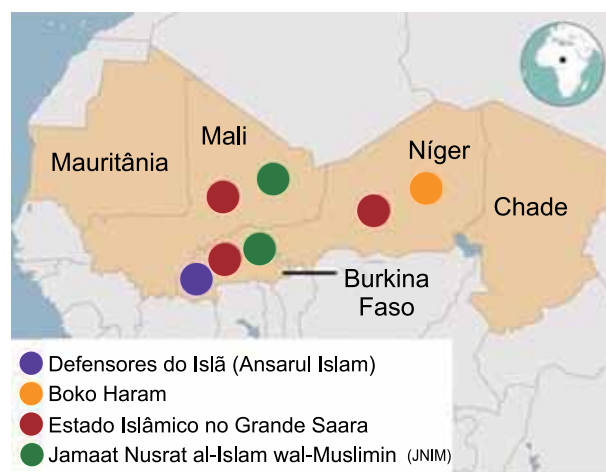 Mali
Níger
Mauritânia
Chade
Burkina
Faso
Defensores do Islã (Ansarul Islam)
Boko Haram
Estado Islâmico no Grande Saara
Jamaat Nusrat al-Islam wal-Muslimin (JNIM)